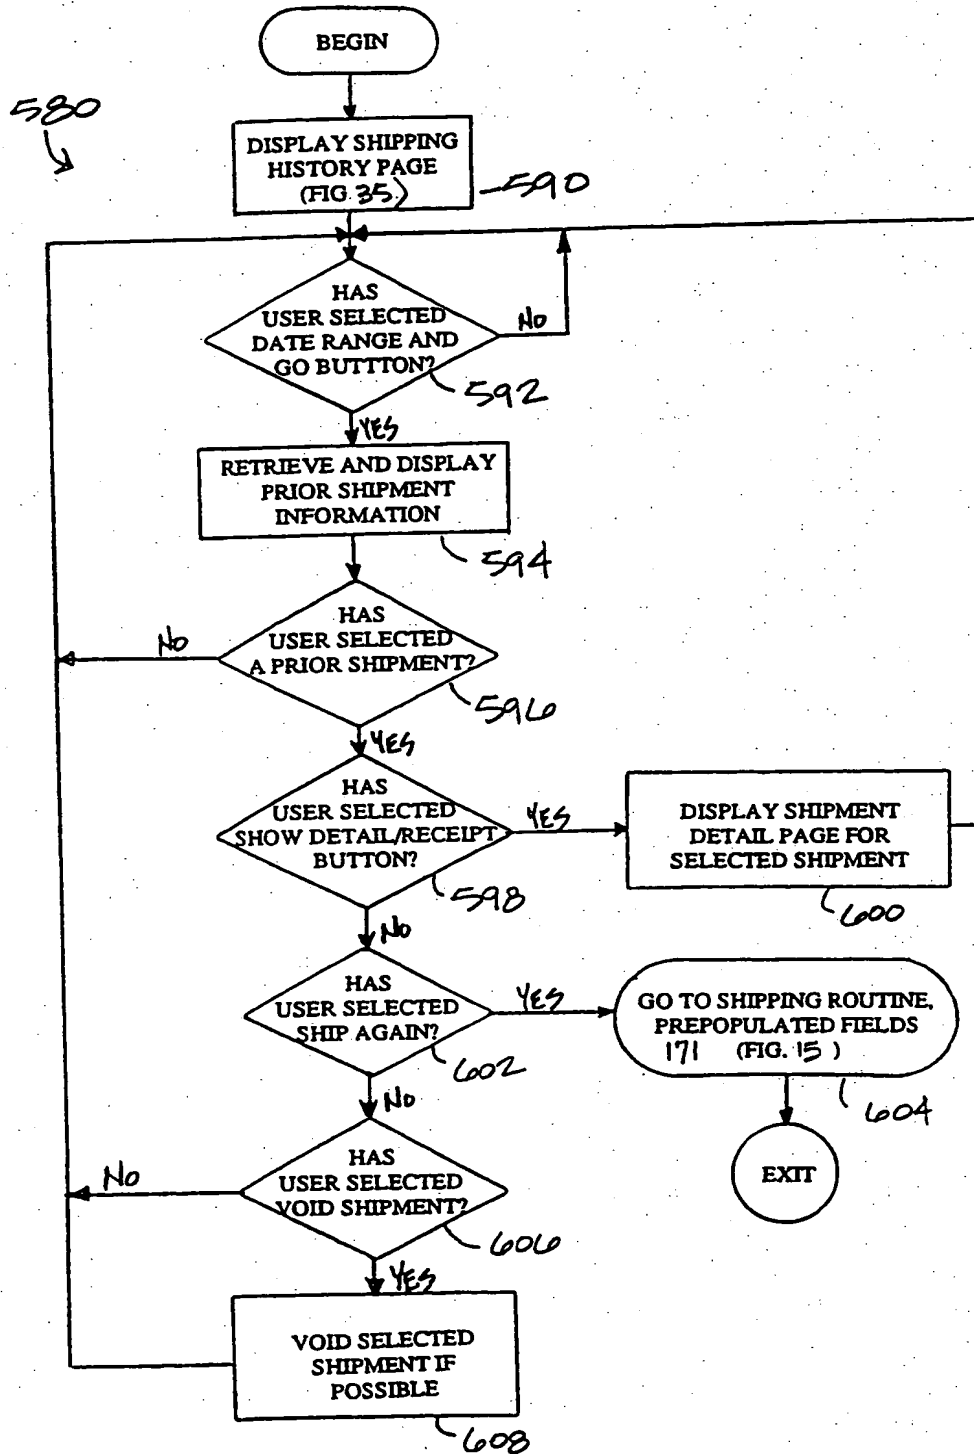 BEGIN
580
DISPLAY SHIPPING
HISTORY PAGE
(FIG. 35)
590
HAS
USER SELECTED
DATE RANGE AND
GO BUTTTON?
No
592
YES
RETRIEVE AND DISPLAY
PRIOR SHIPMENT
INFORMATION
594
HAS
USER SELECTED
A PRIOR SHIPMENT?
No
596
YES
HAS
USER SELECTED
SHOW DETAIL/RECEIPT
BUTTON?
YES
598
DISPLAY SHIPMENT
DETAIL PAGE FOR
SELECTED SHIPMENT
600
No
HAS
USER SELECTED
SHIP AGAIN?
YES
602
GO TO SHIPPING ROUTINE,
PREPOPULATED FIELDS
171 (FIG. 15 )
604
EXIT
No
HAS
USER SELECTED
VOID SHIPMENT?
No
606
YES
VOID SELECTED
SHIPMENT IF
POSSIBLE
608